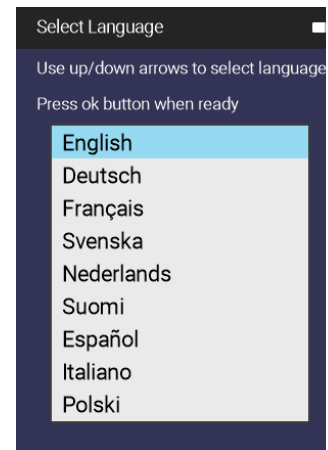 Select Language
Use up/down arrows to select language
Press ok button when ready
English
Deutsch
Français
Svenska
Nederlands
Suomi
Español
Italiano
Polski